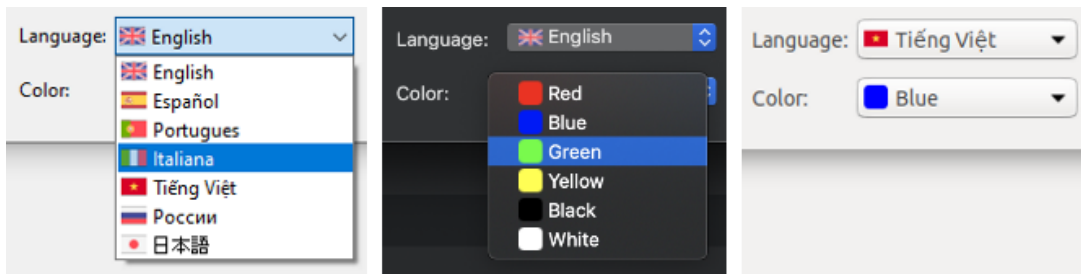 Language: English
English
Color:
Español
Portugues
Italiana
Tiếng Việt
России
日本語
Language: English
Color:
Red
Blue
Green
Yellow
Black
White
Language: Tiếng Việt
Color: Blue